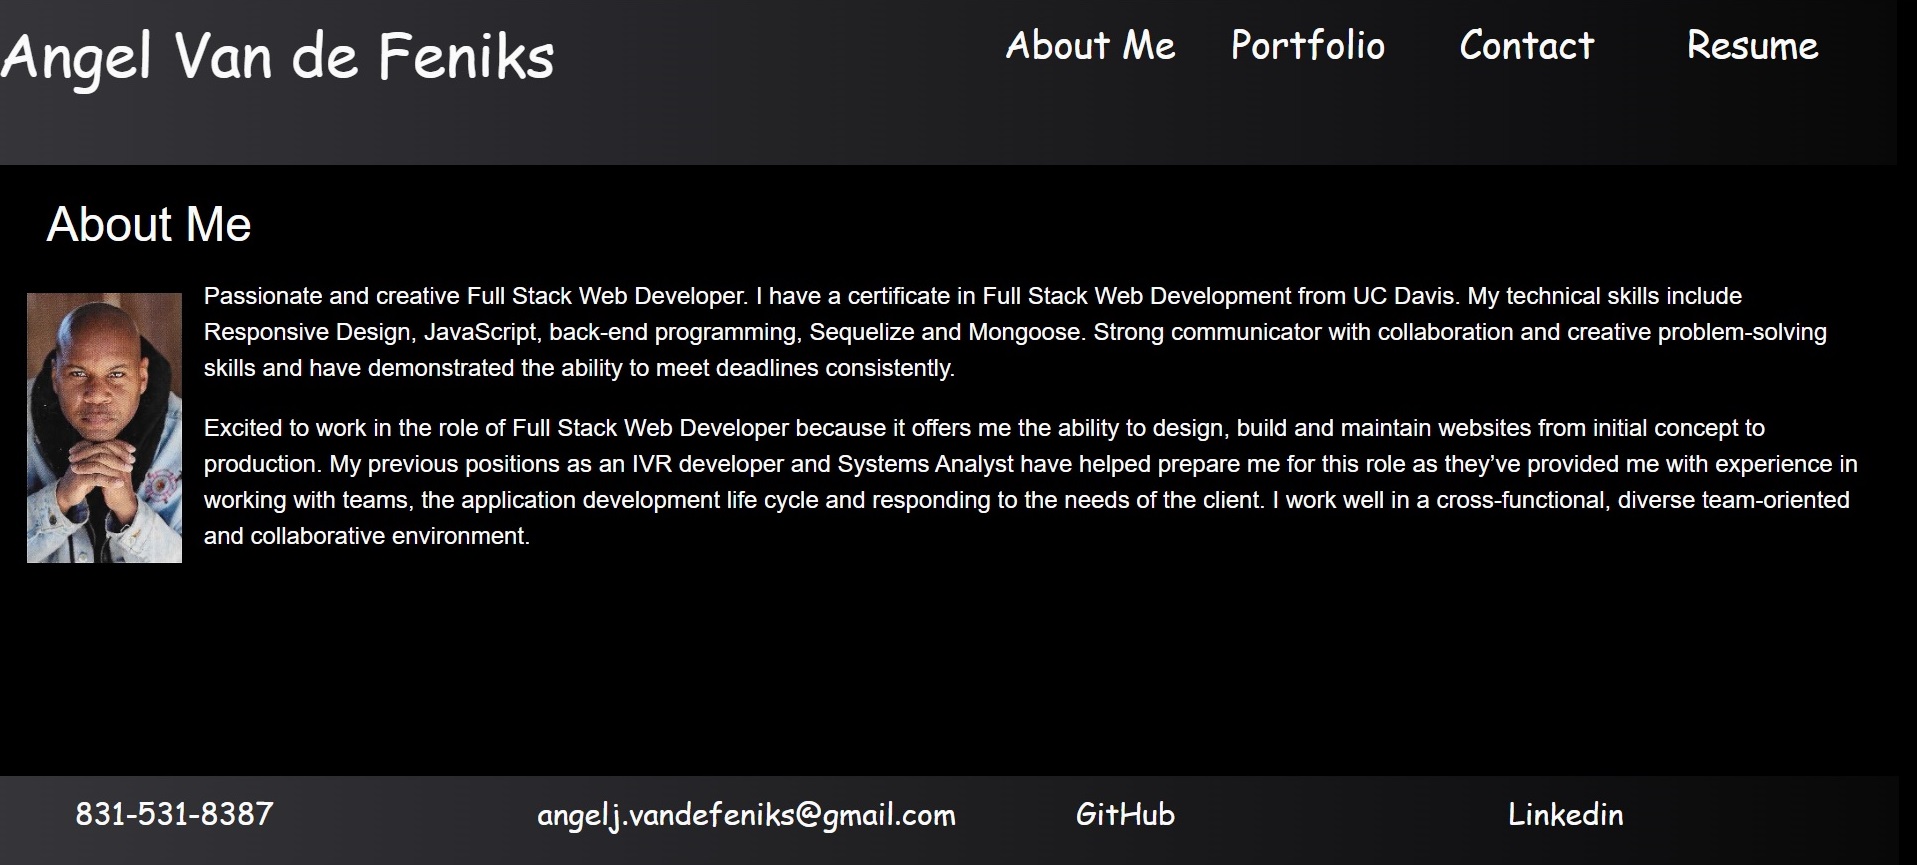 Angel Van de Feniks
About Me Portfolio Contact Resume
About Me
Passionate and creative Full Stack Web Developer. I have a certificate in Full Stack Web Development from UC Davis. My technical skills include
Responsive Design, JavaScript, back-end programming, Sequelize and Mongoose. Strong communicator with collaboration and creative problem-solving
skills and have demonstrated the ability to meet deadlines consistently.
Excited to work in the role of Full Stack Web Developer because it offers me the ability to design, build and maintain websites from initial concept to
production. My previous positions as an IVR developer and Systems Analyst have helped prepare me for this role as they’ve provided me with experience in
working with teams, the application development life cycle and responding to the needs of the client. I work well in a cross-functional, diverse team-oriented
and collaborative environment.
831-531-8387 angelj.vandefeniks@gmail.com GitHub Linkedin